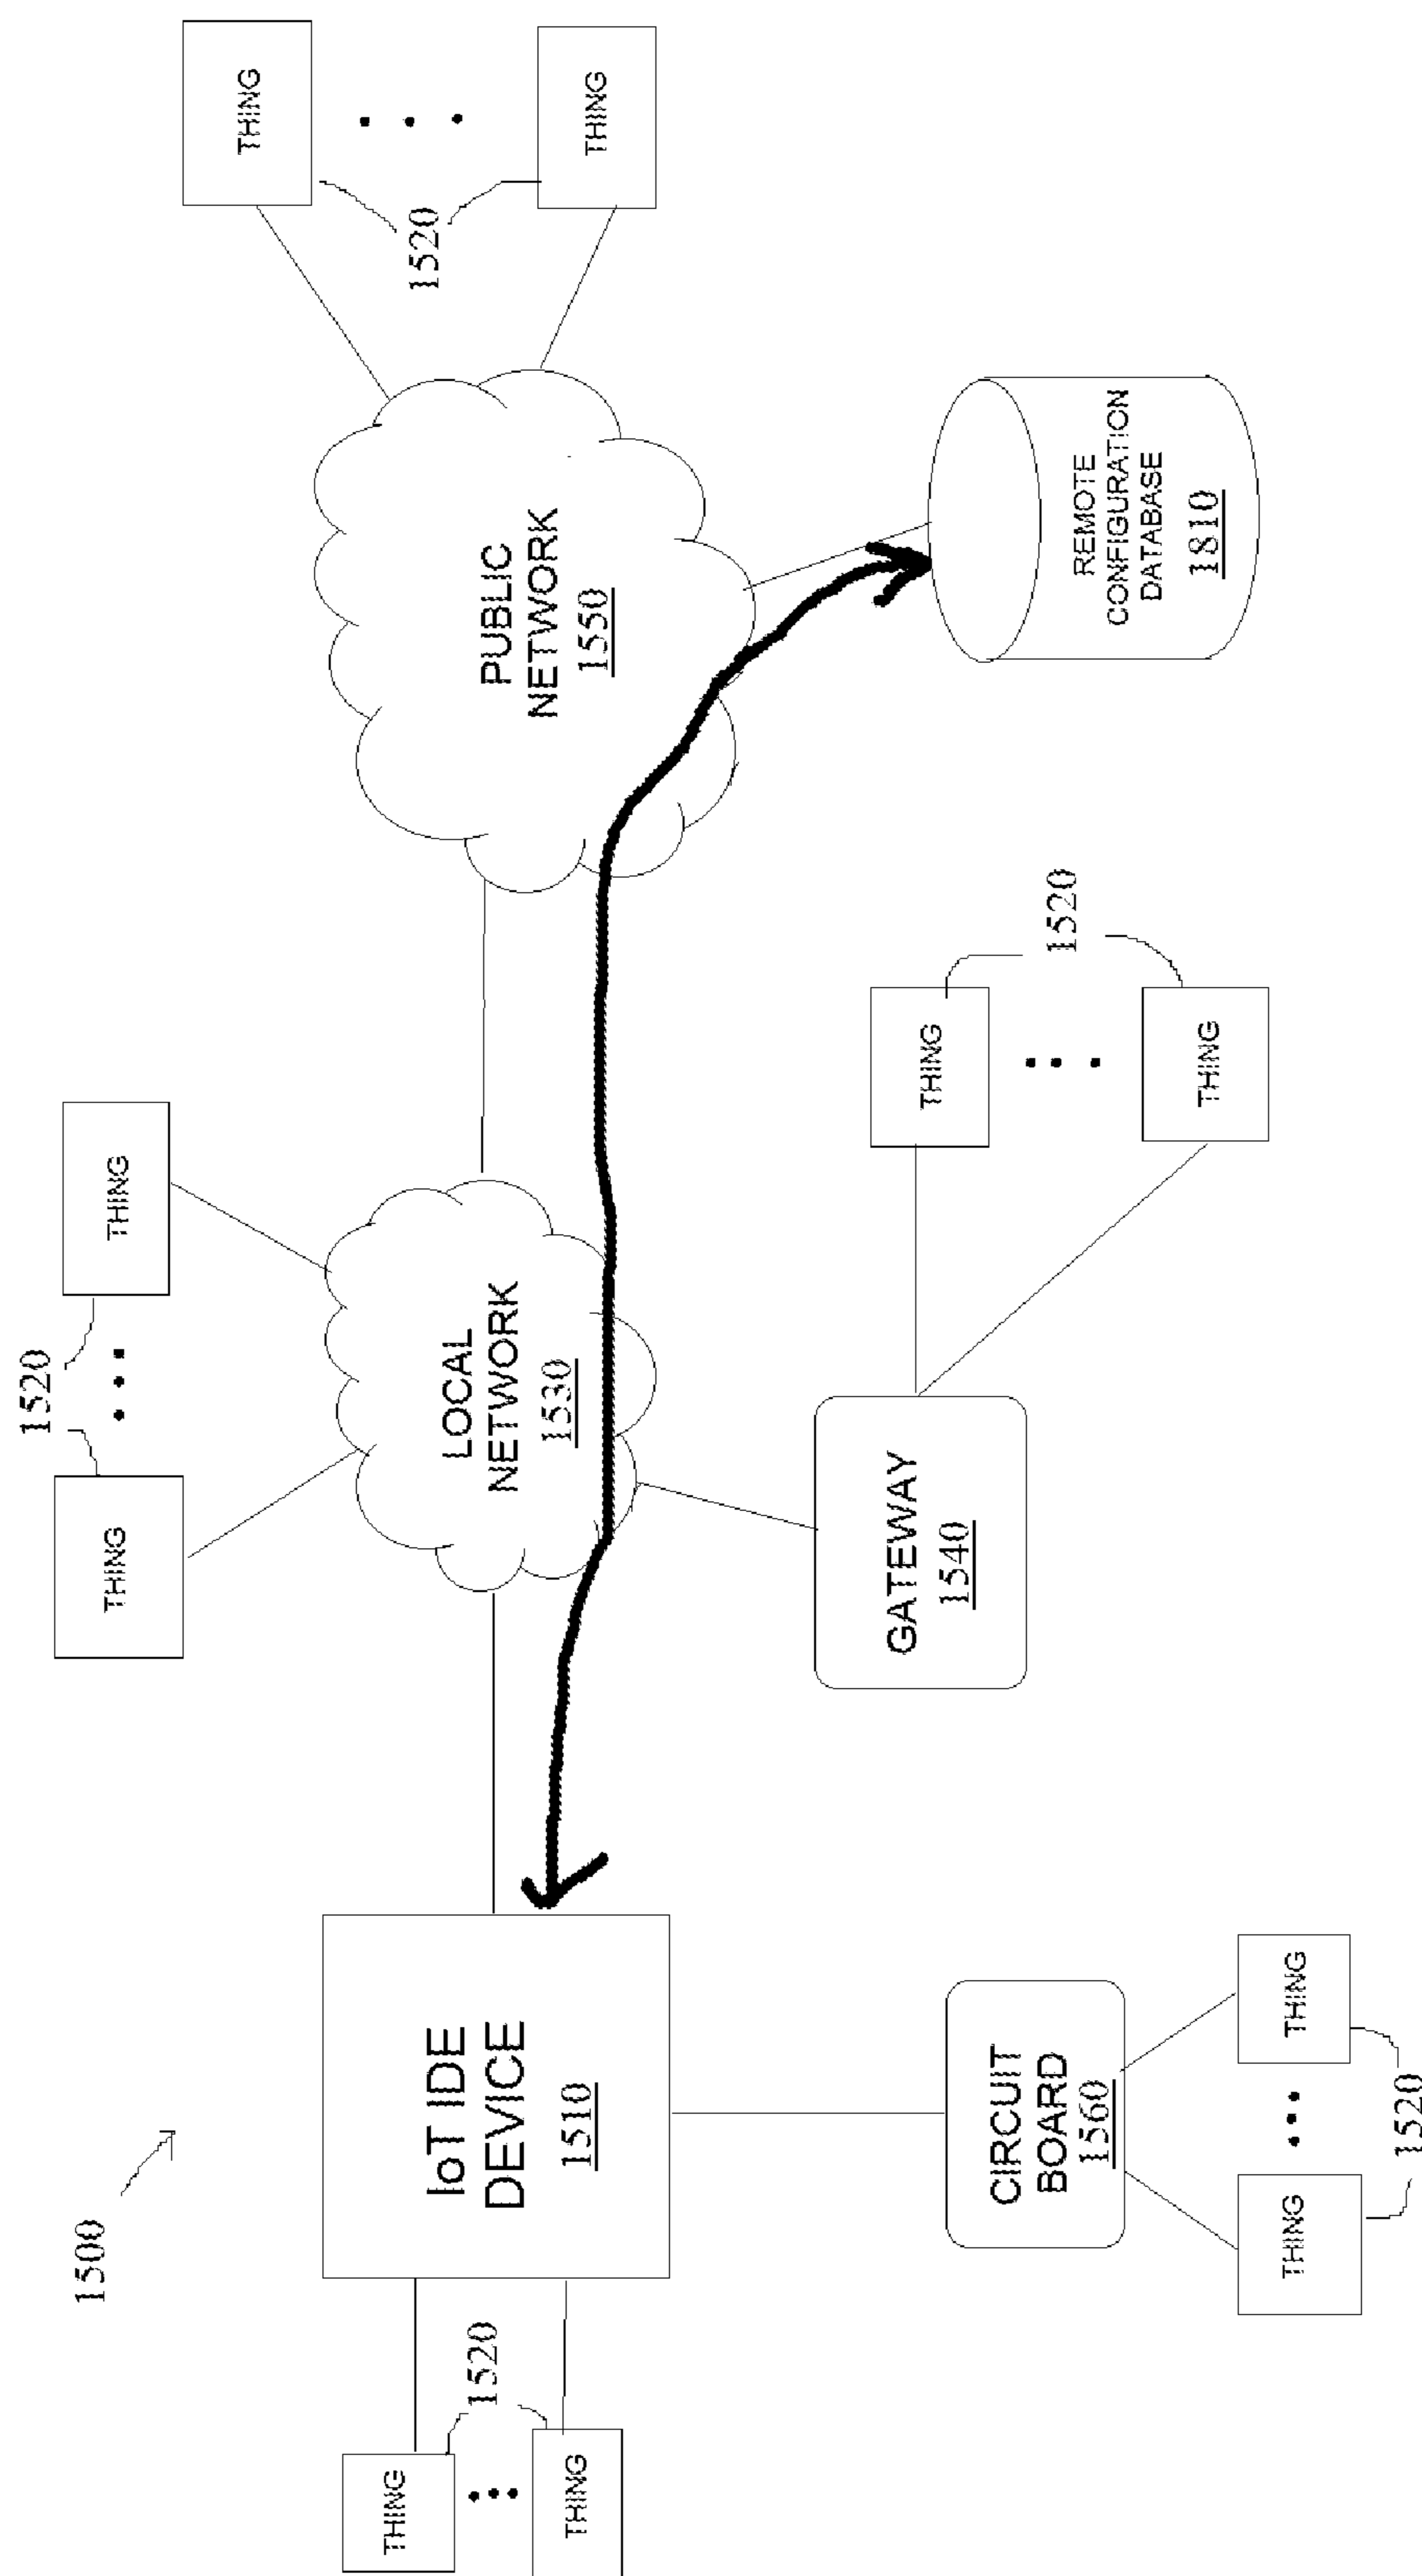 1500
THING
THING
1520
IoT IDE
DEVICE
1510
CIRCUIT
BOARD
1560
THING
THING
1520
1520
THING
THING
LOCAL
NETWORK
1530
GATEWAY
1540
THING
THING
1520
PUBLIC
NETWORK
1550
THING
THING
1520
REMOTE
CONFIGURATION
DATABASE
1810